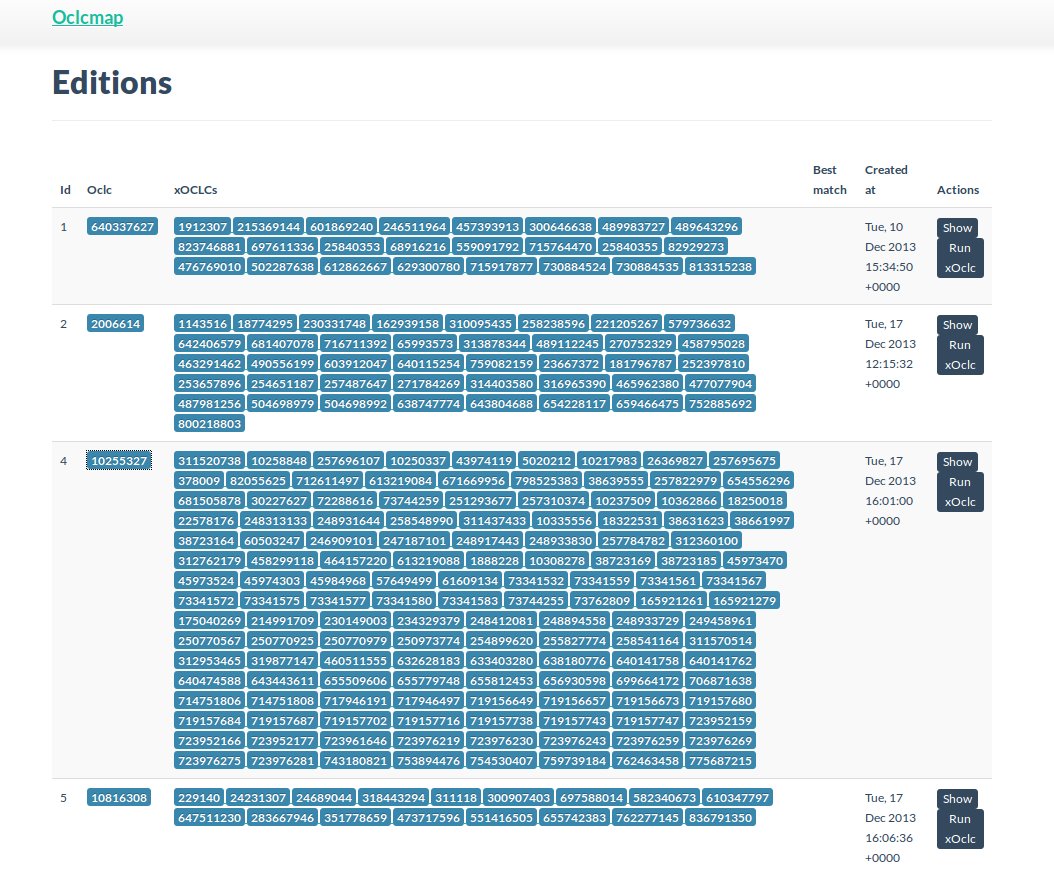 Oclcmap
Editions
Id Oclc xOCLCs Best match Created at Actions
1 640337627 1912307 215369144 601869240 246511964 457393913 300646638 489983727 489643296 Tue, 10 Show
823746881 697611336 25840353 68916216 559091792 715764470 25840355 82929273 Dec 2013 Run
476769010 502287638 612862667 629300780 715917877 730884524 730884535 813315238 15:34:50 xOclc
+0000
2 2006614 1143516 18774295 230331748 162939158 310095435 258238596 221205267 579736632 Tue, 17 Show
642406579 681407078 716711392 65993573 313878344 489112245 270752329 458795028 Dec 2013 Run
463291462 490556199 603912047 640115254 759082159 23667372 181796787 252397810 12:15:32 xOclc
253657896 254651187 257487647 271784269 314403580 316965390 465962380 477077904 +0000
487981256 504698979 504698992 638747774 643804688 654228117 659466475 752885692
800218803
4 10255327 311520738 10258848 257696107 10250337 43974119 5020212 10217983 26369827 257695675 Tue, 17 Show
378009 82055625 712611497 613219084 671669956 798525383 38639555 257822979 654556296 Dec 2013 Run
681505878 30227627 72288616 73744259 251293677 257310374 10237509 10362866 18250018 16:01:00 xOclc
22578176 248313133 248931644 258548990 311437433 10335556 18322531 38631623 38661997 +0000
38723164 60503247 246909101 247187101 248917443 248933830 257784782 312360100
312762179 458299118 464157220 613219088 1888228 10308278 38723169 38723185 45973470
45973524 45974303 45984968 57649499 61609134 73341532 73341559 73341561 73341567
73341572 73341575 73341577 73341580 73341583 73744255 73762809 165921261 165921279
175040269 214991709 230149003 234329379 248412081 248894558 248933729 249458961
250770567 250770925 250770979 250973774 254899620 255827774 258541164 311570514
312953465 319877147 460511555 632628183 633403280 638180776 640141758 640141762
640474588 643443611 655509606 655779748 655812453 656930598 699664172 706871638
714751806 714751808 717946191 717946497 719156649 719156657 719156673 719157680
719157684 719157687 719157702 719157716 719157738 719157743 719157747 723952159
723952166 723952177 723961646 723976219 723976230 723976243 723976259 723976269
723976275 723976281 743180821 753894476 754530407 759739184 762463458 775687215
5 10816308 229140 24231307 24689044 318443294 311118 300907403 697588014 582340673 610347797 Tue, 17 Show
647511230 283667946 351778659 473717596 551416505 655742383 762277145 836791350 Dec 2013 Run
16:06:36 xOclc
+0000